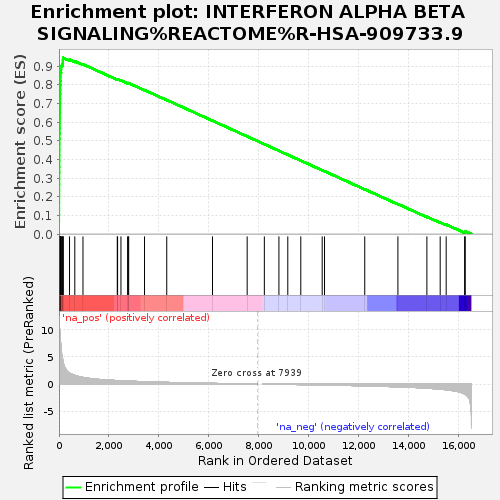 Enrichment plot: INTERFERON ALPHA BETA
SIGNALING%REACTOME%R-HSA-909733.9
Enrichment score (ES)
0.9
0.8
0.7
0.6
0.5
0.4
0.3
0.2
0.1
0.0
'na_pos' (positively correlated)
Ranked list metric (PreRanked)
10
5
0
-5
Zero cross at 7939
'na_neg' (negatively correlated)
0 2,000 4,000 6,000 8,000 10,000 12,000 14,000 16,000
Rank in Ordered Dataset
Enrichment profile Hits Ranking metric scores